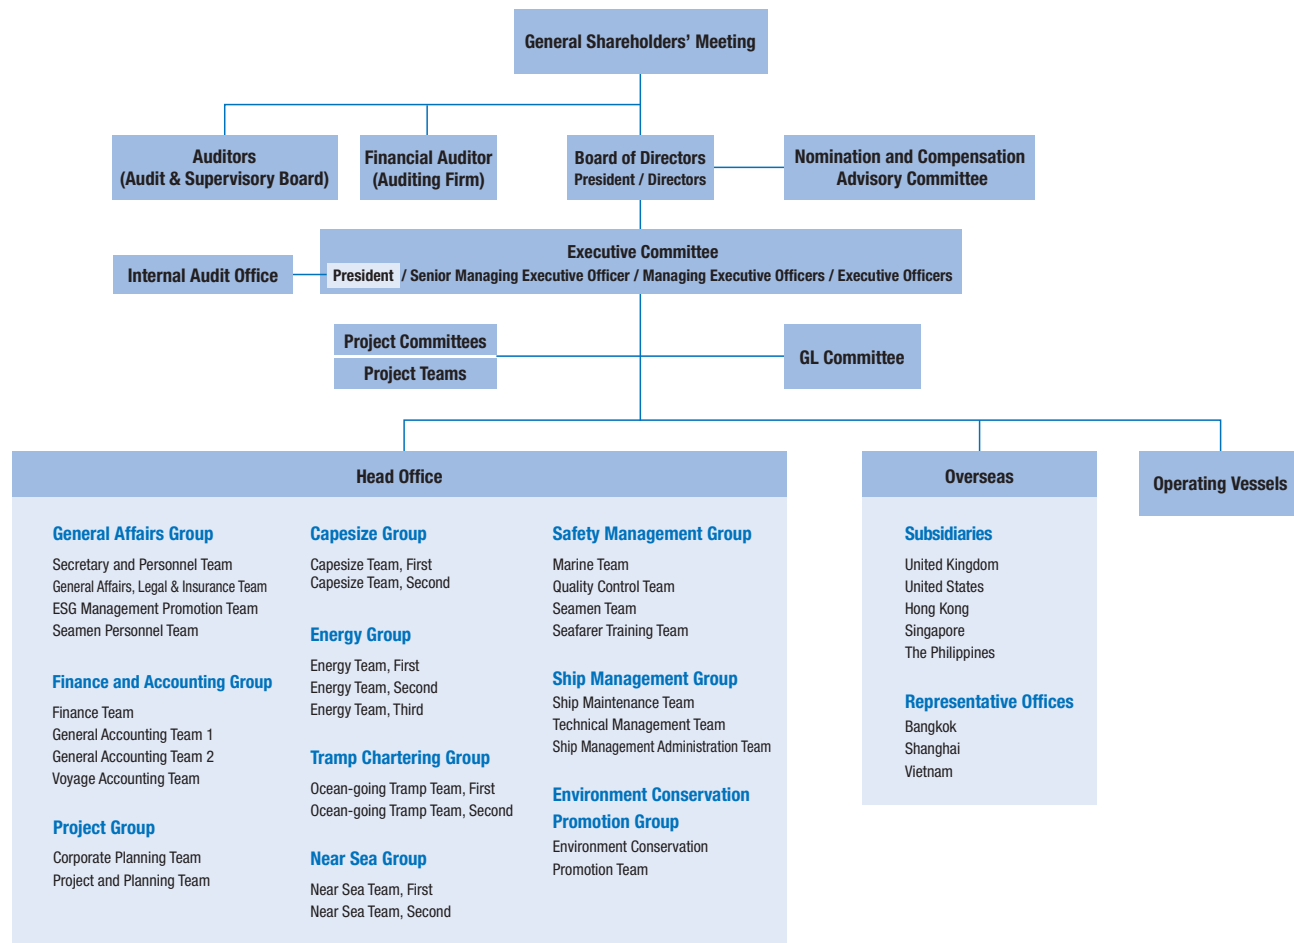 General Shareholders’ Meeting
Auditors
(Audit & Supervisory Board)
Financial Auditor
(Auditing Firm)
Board of Directors
President / Directors
Nomination and Compensation
Advisory Committee
Internal Audit Office
Executive Committee
President / Senior Managing Executive Officer / Managing Executive Officers / Executive Officers
Project Committees
Project Teams
GL Committee
Head Office
General Affairs Group
Secretary and Personnel Team
General Affairs, Legal & Insurance Team
ESG Management Promotion Team
Seamen Personnel Team
Finance and Accounting Group
Finance Team
General Accounting Team 1
General Accounting Team 2
Voyage Accounting Team
Project Group
Corporate Planning Team
Project and Planning Team
Capesize Group
Capesize Team, First
Capesize Team, Second
Energy Group
Energy Team, First
Energy Team, Second
Energy Team, Third
Tramp Chartering Group
Ocean-going Tramp Team, First
Ocean-going Tramp Team, Second
Near Sea Group
Near Sea Team, First
Near Sea Team, Second
Safety Management Group
Marine Team
Quality Control Team
Seamen Team
Seafarer Training Team
Ship Management Group
Ship Maintenance Team
Technical Management Team
Ship Management Administration Team
Environment Conservation
Promotion Group
Environment Conservation
Promotion Team
Overseas
Subsidiaries
United Kingdom
United States
Hong Kong
Singapore
The Philippines
Representative Offices
Bangkok
Shanghai
Vietnam
Operating Vessels